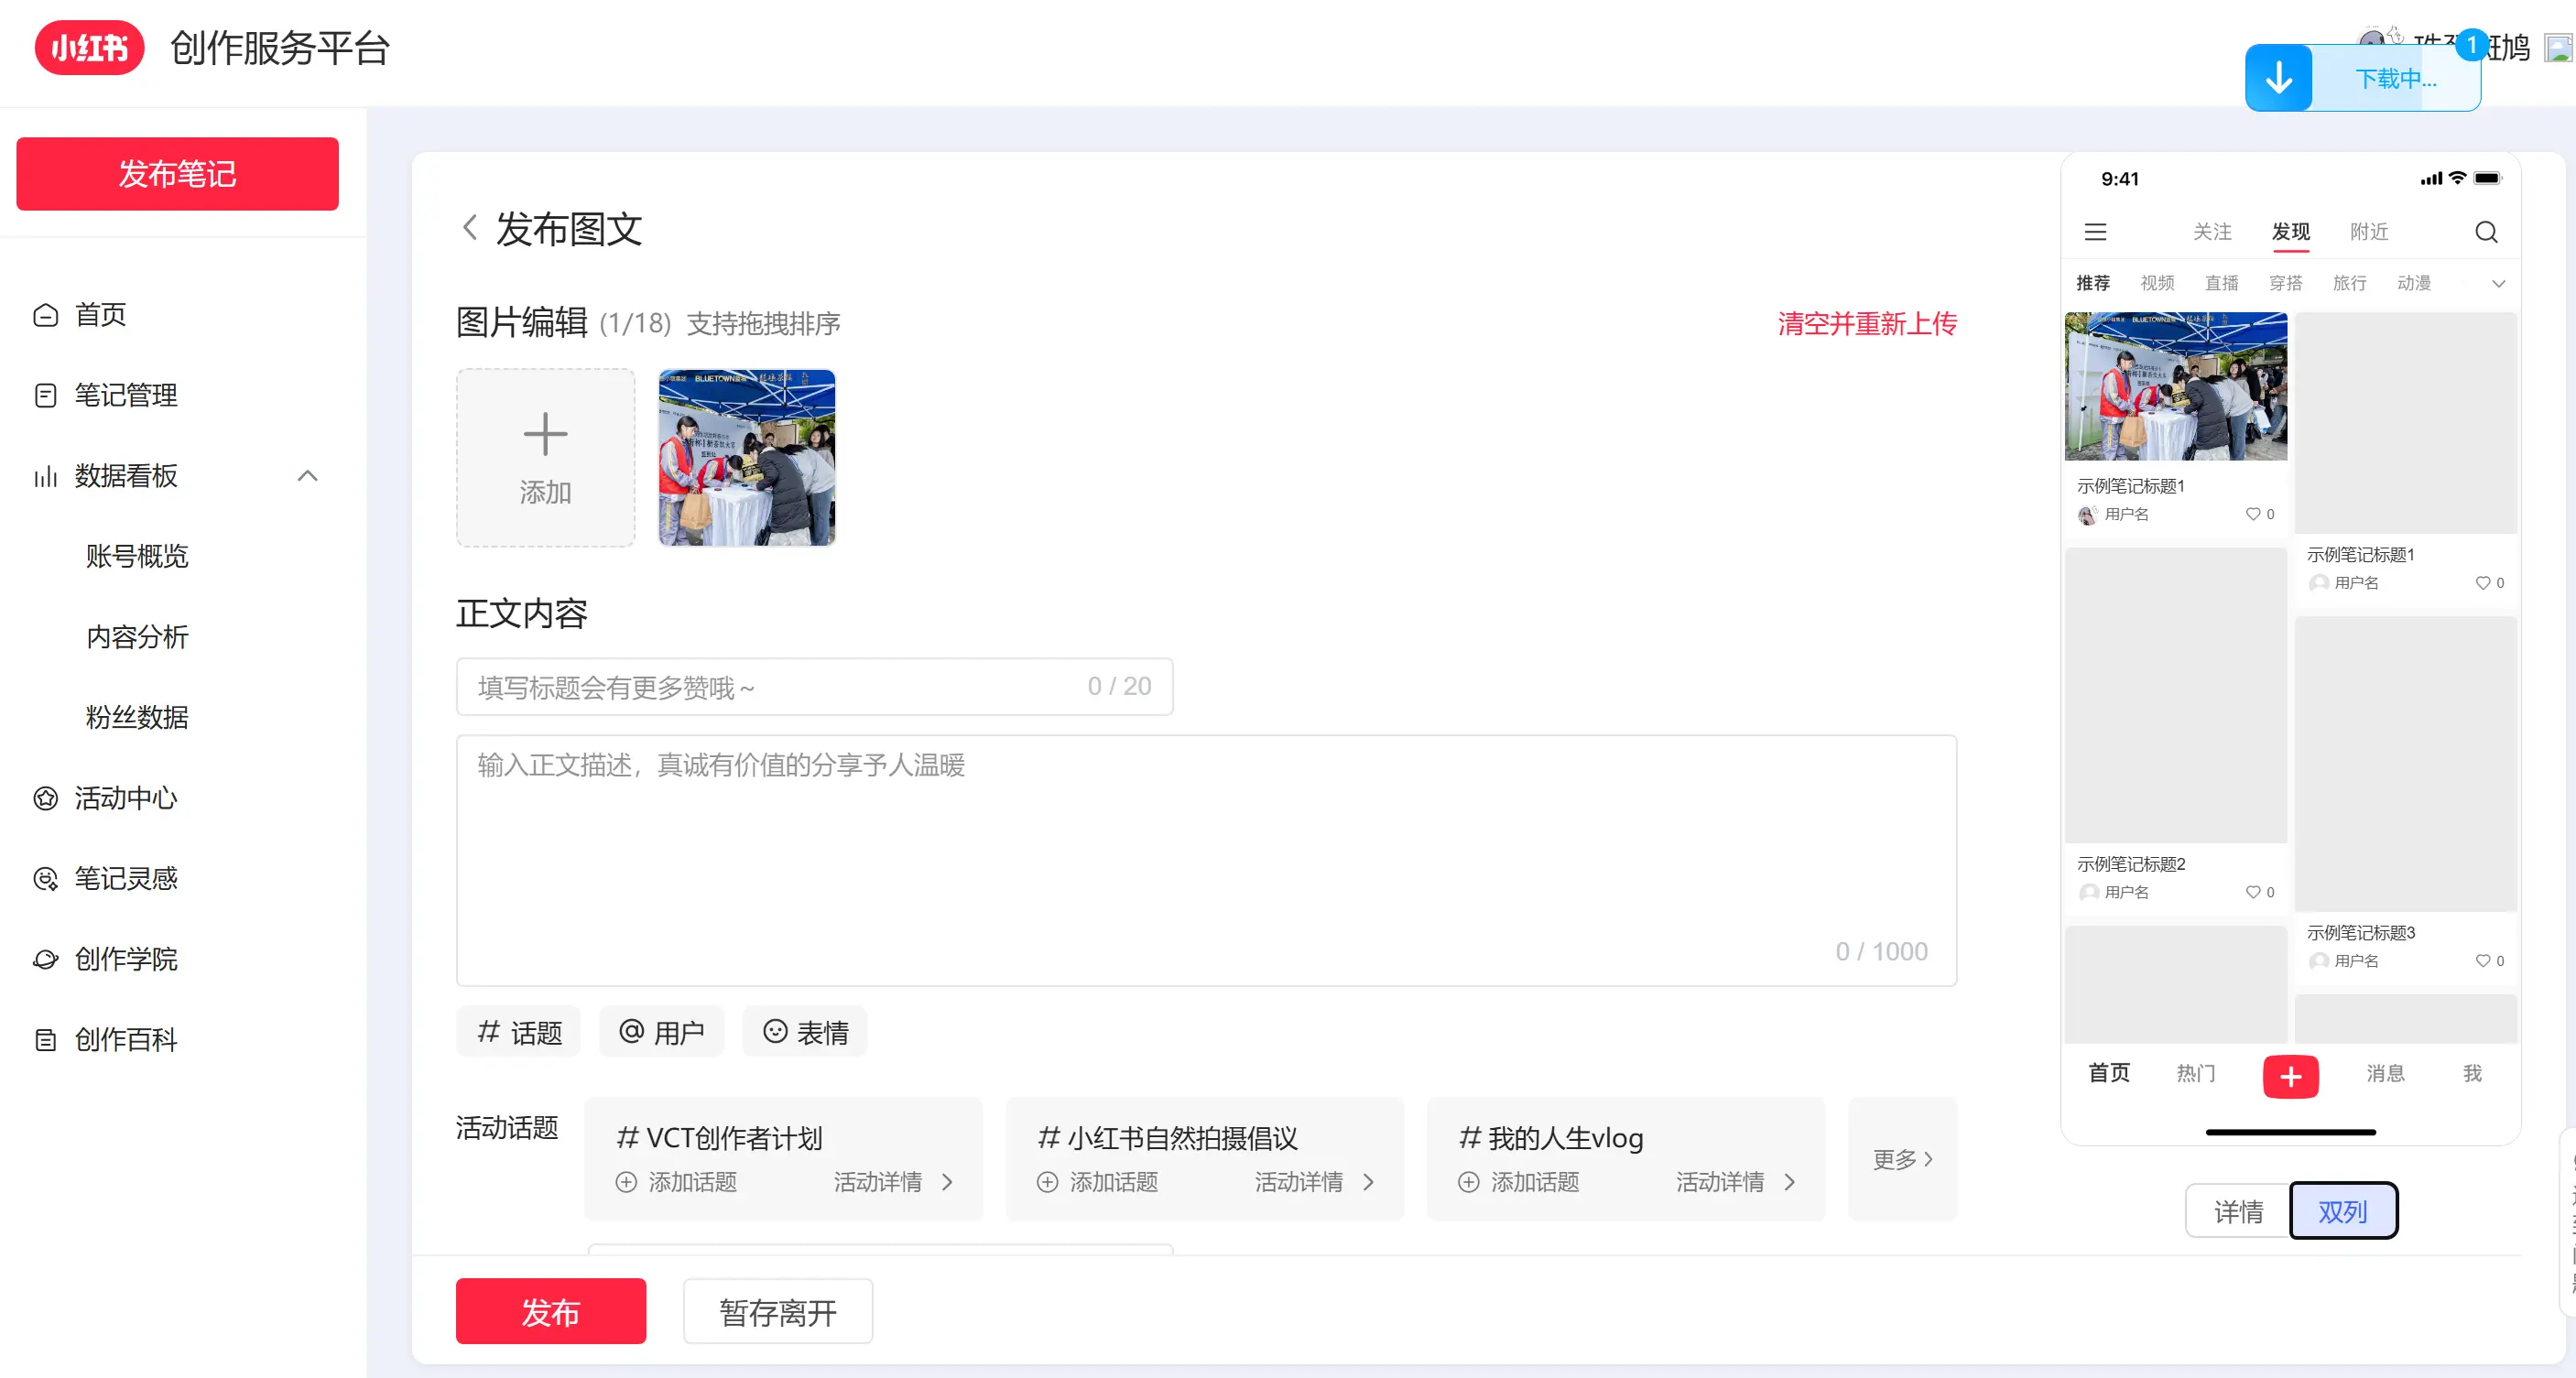 小红书 创作服务平台
斑鸠
1
下载中...
发布笔记
首页
笔记管理
数据看板
账号概览
内容分析
粉丝数据
活动中心
笔记灵感
创作学院
创作百科
发布图文
图片编辑 (1/18) 支持拖拽排序
清空并重新上传
添加
BLUETOWN
正文内容
填写标题会有更多赞哦~
0 / 20
输入正文描述，真诚有价值的分享予人温暖
0 / 1000
# 话题
@ 用户
表情
活动话题
# VCT创作者计划
添加话题 活动详情
# 小红书自然拍摄倡议
添加话题 活动详情
# 我的人生vlog
添加话题 活动详情
更多
发布
暂存离开
9:41
关注 发现 附近
推荐 视频 直播 穿搭 旅行 动漫
BLUETOWN
示例笔记标题1
用户名 0
示例笔记标题1
用户名 0
示例笔记标题2
用户名 0
示例笔记标题3
用户名 0
首页 热门 消息 我
详情 双列